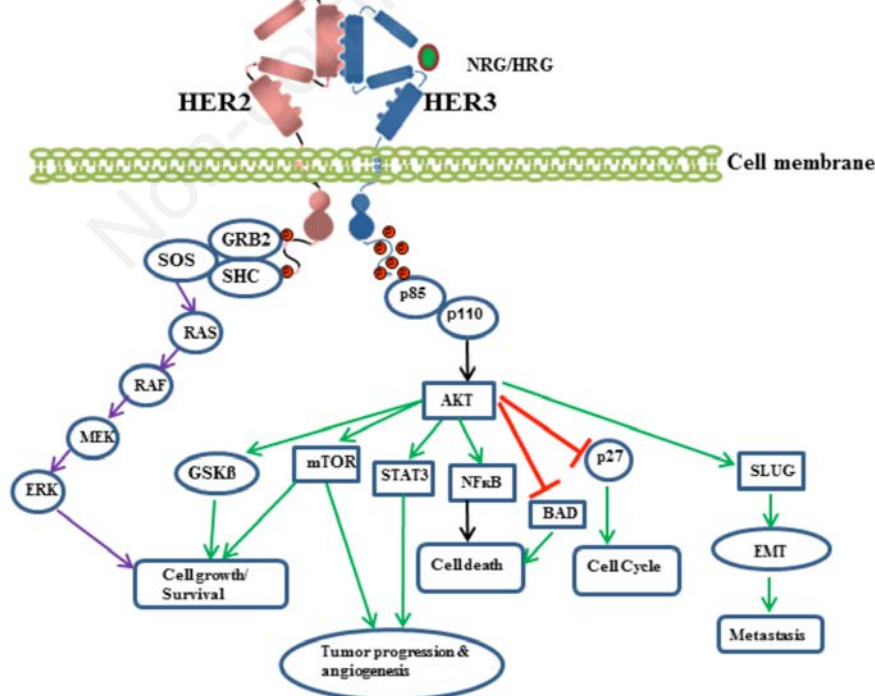 NRG/HRG
HER2
HER3
Cell membrane
GRB2
SOS
SHC
p85
p110
RAS
RAF
AKT
MEK
ERK
GSKß
mTOR
STAT3
NFκB
p27
SLUG
BAD
EMT
Cell growth/
Survival
Cell death
Cell Cycle
Metastasis
Tumor progression &
angiogenesis